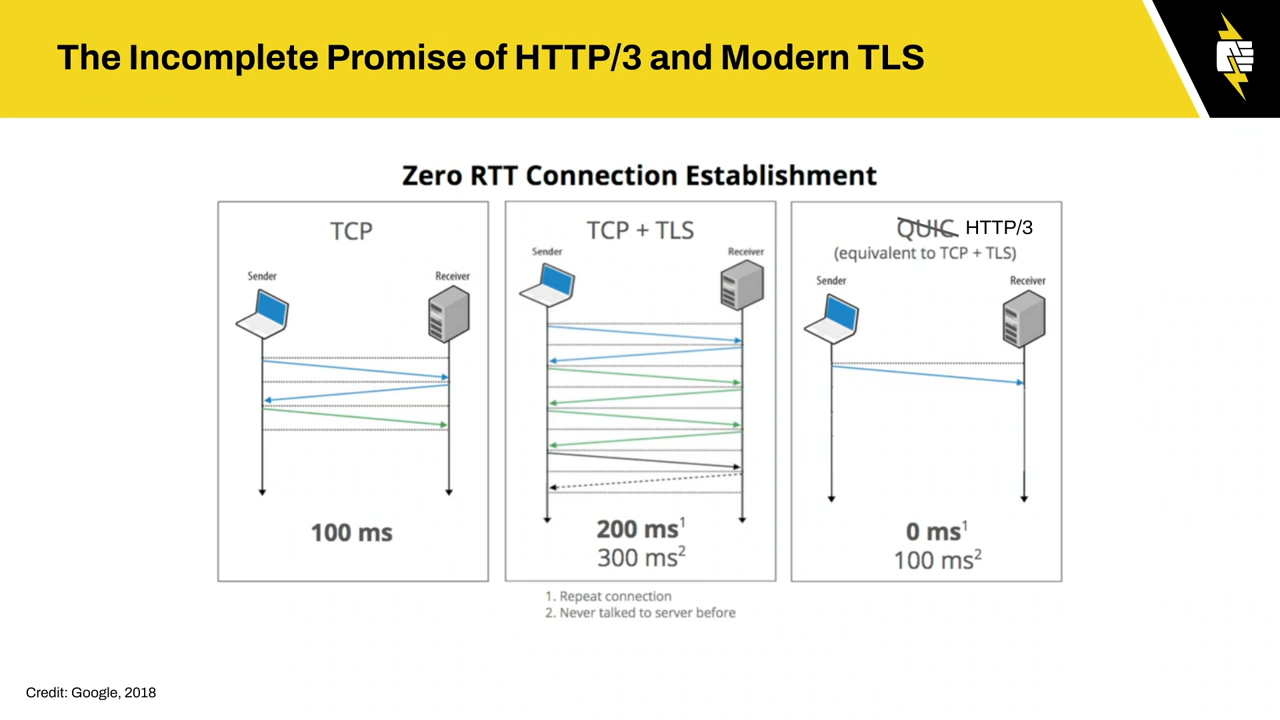 The Incomplete Promise of HTTP/3 and Modern TLS
Zero RTT Connection Establishment
TCP
Sender
Receiver
100 ms
TCP + TLS
Sender
Receiver
200 ms¹
300 ms²
QUIC HTTP/3
(equivalent to TCP + TLS)
Sender
Receiver
0 ms¹
100 ms²
1. Repeat connection
2. Never talked to server before
Credit: Google, 2018